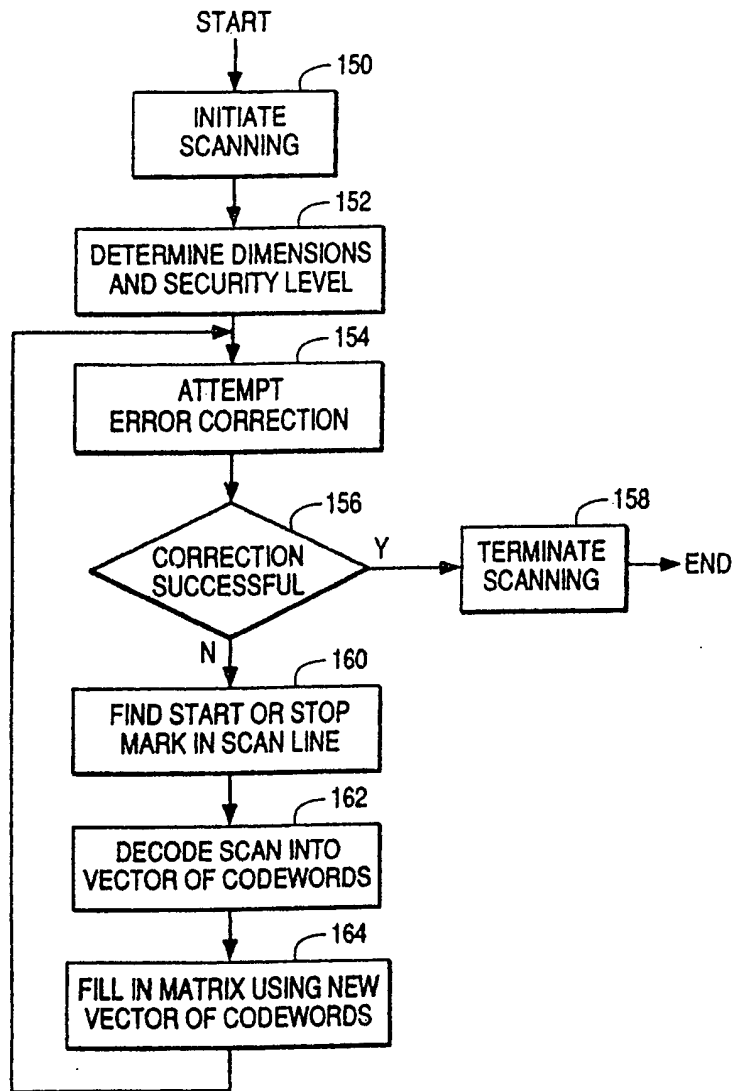 START
150
INITIATE
SCANNING
152
DETERMINE DIMENSIONS
AND SECURITY LEVEL
154
ATTEMPT
ERROR CORRECTION
156
CORRECTION
SUCCESSFUL
Y
158
TERMINATE
SCANNING
END
N
160
FIND START OR STOP
MARK IN SCAN LINE
162
DECODE SCAN INTO
VECTOR OF CODEWORDS
164
FILL IN MATRIX USING NEW
VECTOR OF CODEWORDS